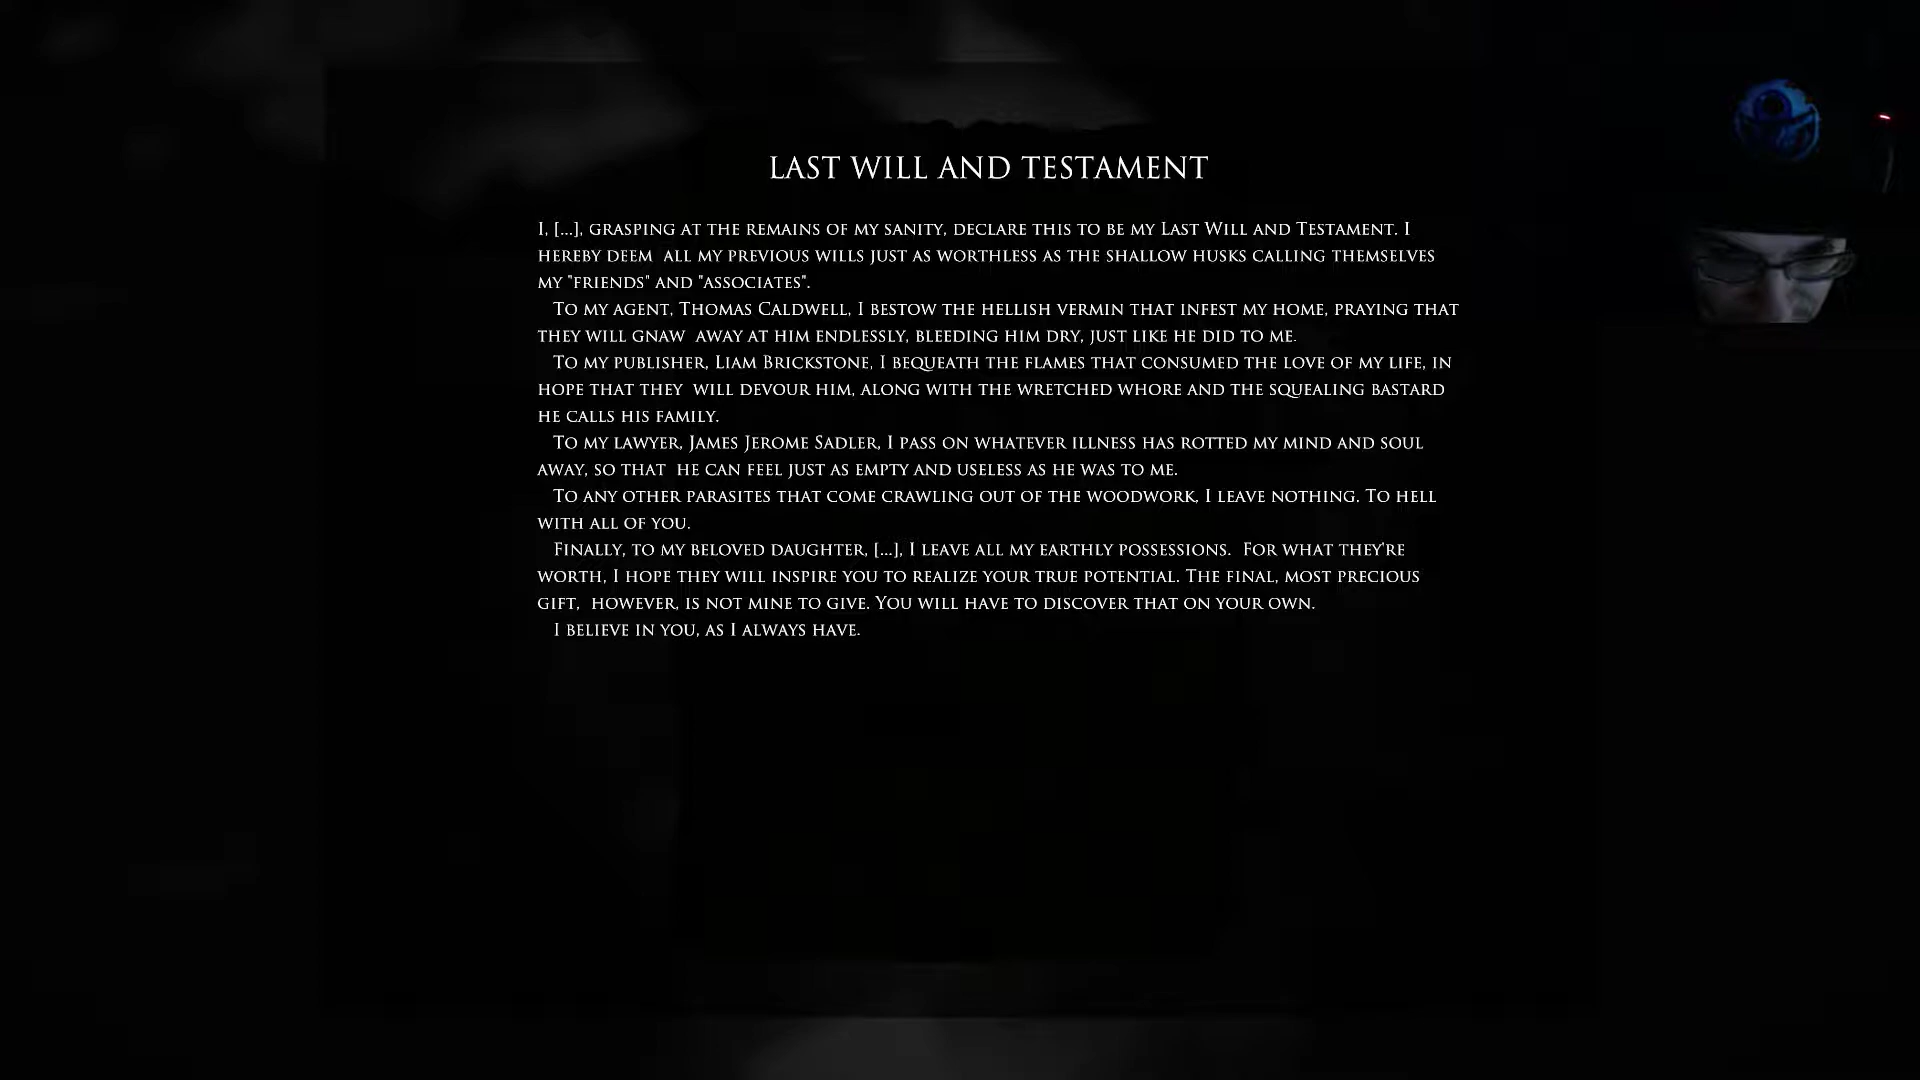 LAST WILL AND TESTAMENT
I, [...], GRASPING AT THE REMAINS OF MY SANITY, DECLARE THIS TO BE MY LAST WILL AND TESTAMENT. I
HEREBY DEEM ALL MY PREVIOUS WILLS JUST AS WORTHLESS AS THE SHALLOW HUSKS CALLING THEMSELVES
MY "FRIENDS" AND "ASSOCIATES".
TO MY AGENT, THOMAS CALDWELL, I BESTOW THE HELLISH VERMIN THAT INFEST MY HOME, PRAYING THAT
THEY WILL GNAW AWAY AT HIM ENDLESSLY, BLEEDING HIM DRY, JUST LIKE HE DID TO ME.
TO MY PUBLISHER, LIAM BRICKSTONE, I BEQUEATH THE FLAMES THAT CONSUMED THE LOVE OF MY LIFE, IN
HOPE THAT THEY WILL DEVOUR HIM, ALONG WITH THE WRETCHED WHORE AND THE SQUEALING BASTARD
HE CALLS HIS FAMILY.
TO MY LAWYER, JAMES JEROME SADLER, I PASS ON WHATEVER ILLNESS HAS ROTTED MY MIND AND SOUL
AWAY, SO THAT HE CAN FEEL JUST AS EMPTY AND USELESS AS HE WAS TO ME.
TO ANY OTHER PARASITES THAT COME CRAWLING OUT OF THE WOODWORK, I LEAVE NOTHING. TO HELL
WITH ALL OF YOU.
FINALLY, TO MY BELOVED DAUGHTER, [...], I LEAVE ALL MY EARTHLY POSSESSIONS. FOR WHAT THEY'RE
WORTH, I HOPE THEY WILL INSPIRE YOU TO REALIZE YOUR TRUE POTENTIAL. THE FINAL, MOST PRECIOUS
GIFT, HOWEVER, IS NOT MINE TO GIVE. YOU WILL HAVE TO DISCOVER THAT ON YOUR OWN.
I BELIEVE IN YOU, AS I ALWAYS HAVE.